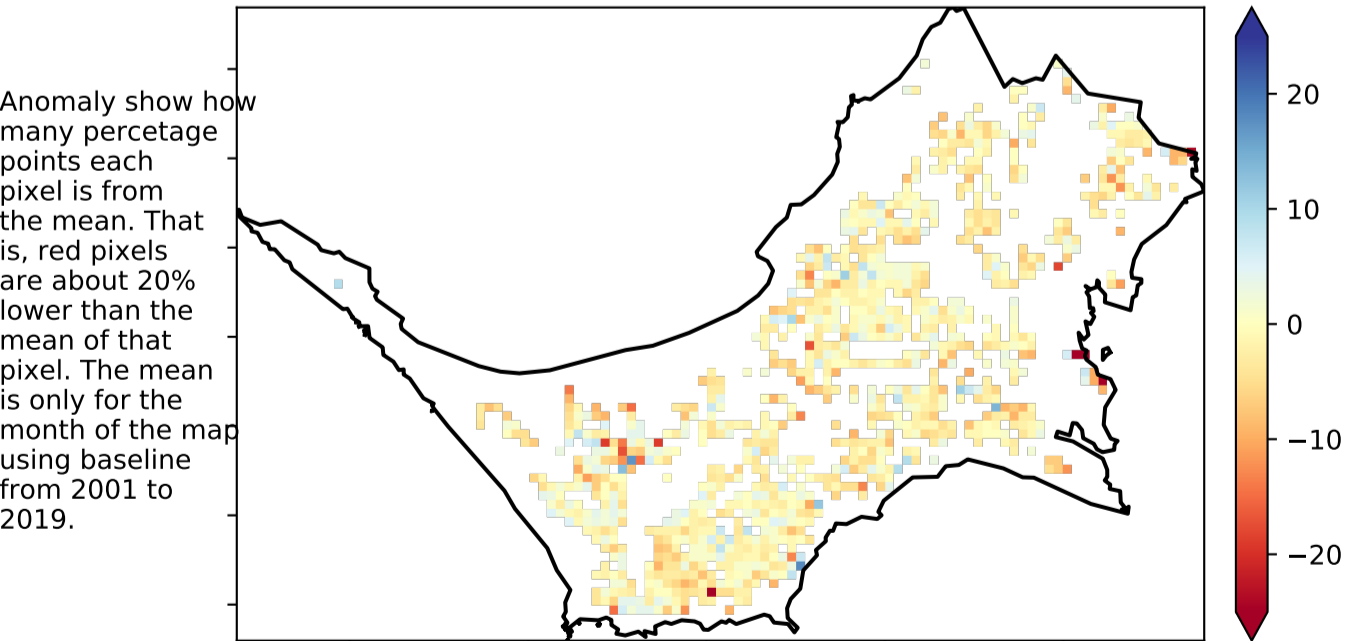 Anomaly show how
many percetage
points each
pixel is from
the mean. That
is, red pixels
are about 20%
lower than the
mean of that
pixel. The mean
is only for the
month of the map
using baseline
from 2001 to
2019.
20
10
0
−10
−20